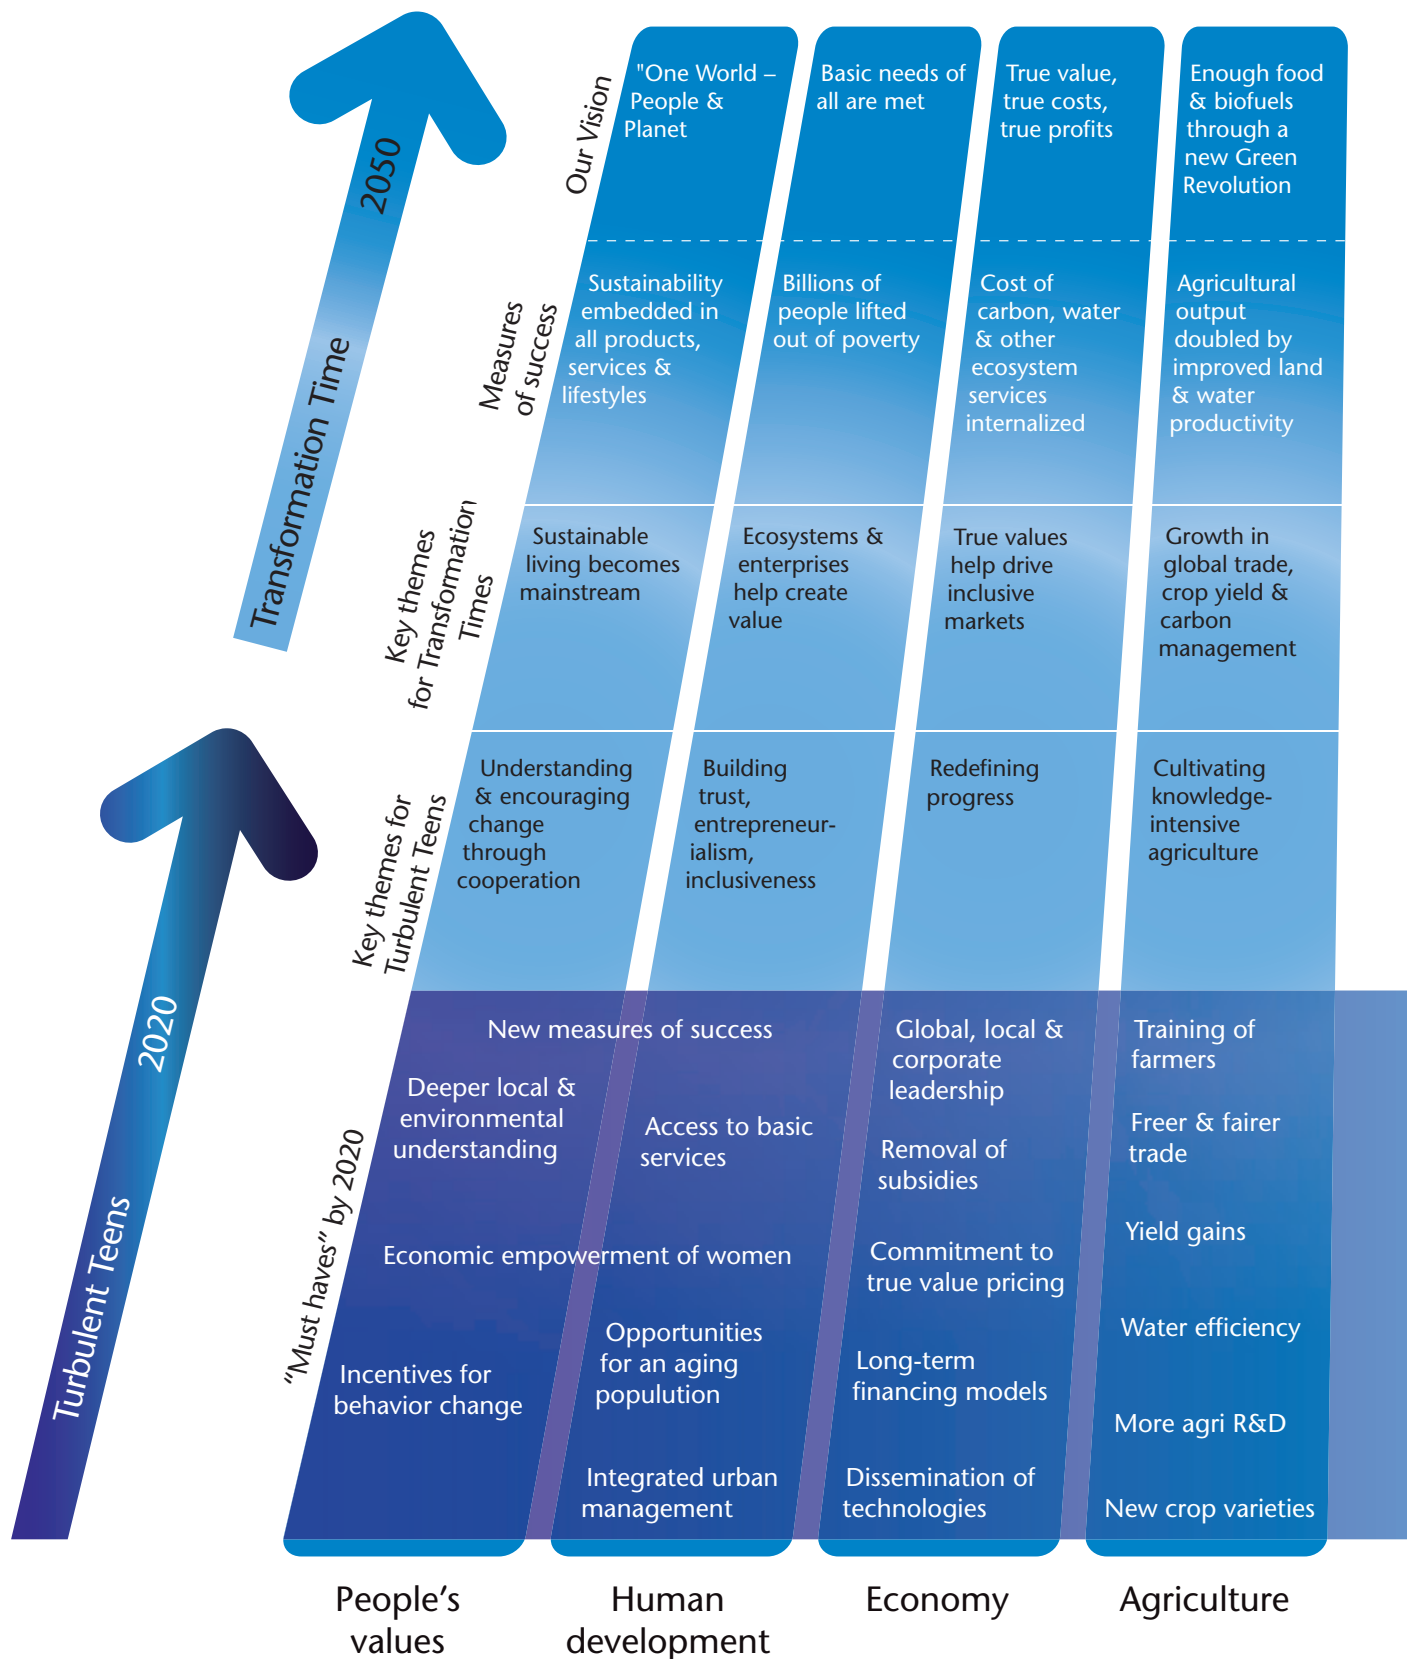 2050
Transformation Time
2020
Turbulent Teens
Our Vision
"One World –
People &
Planet
Basic needs of
all are met
True value,
true costs,
true profits
Enough food
& biofuels
through a
new Green
Revolution
Measures
of success
Sustainability
embedded in
all products,
services &
lifestyles
Billions of
people lifted
out of poverty
Cost of
carbon, water
& other
ecosystem
services
internalized
Agricultural
output
doubled by
improved land
& water
productivity
Key themes
for Transformation
Times
Sustainable
living becomes
mainstream
Ecosystems &
enterprises
help create
value
True values
help drive
inclusive
markets
Growth in
global trade,
crop yield &
carbon
management
Key themes for
Turbulent Teens
Understanding
& encouraging
change
through
cooperation
Building
trust,
entrepreneur-
ialism,
inclusiveness
Redefining
progress
Cultivating
knowledge-
intensive
agriculture
“Must haves” by 2020
New measures of success
Deeper local &
environmental
understanding
Economic empowerment of women
Incentives for
behavior change
Access to basic
services
Opportunities
for an aging
popululation
Integrated urban
management
Global, local &
corporate
leadership
Removal of
subsidies
Commitment to
true value pricing
Long-term
financing models
Dissemination of
technologies
Training of
farmers
Freer & fairer
trade
Yield gains
Water efficiency
More agri R&D
New crop varieties
People’s
values
Human
development
Economy
Agriculture